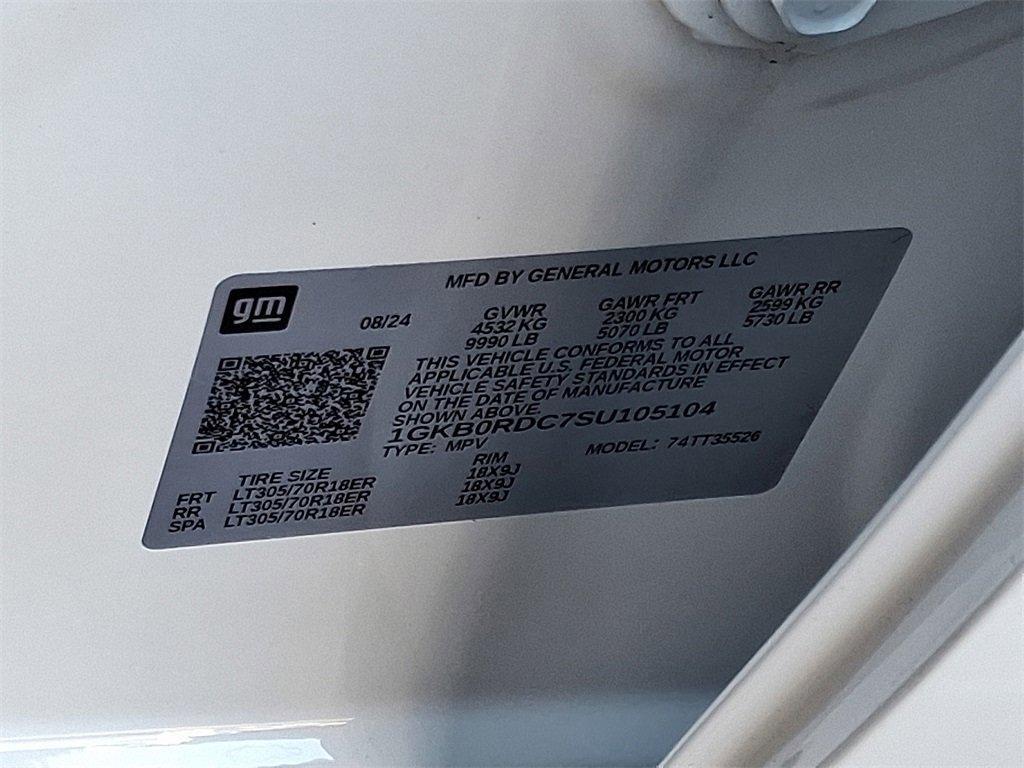 gm
MFD BY GENERAL MOTORS LLC
08/24
GVWR GAWR FRT GAWR RR
4532 KG 2300 KG 2599 KG
9990 LB 5070 LB 5730 LB
THIS VEHICLE CONFORMS TO ALL
APPLICABLE U.S. FEDERAL MOTOR
VEHICLE SAFETY STANDARDS IN EFFECT
ON THE DATE OF MANUFACTURE
SHOWN ABOVE.
1GKB0RDC7SU105104
TYPE: MPV MODEL: 74TT35526
TIRE SIZE RIM
FRT LT305/70R18ER 18X9J
RR LT305/70R18ER 18X9J
SPA LT305/70R18ER 18X9J